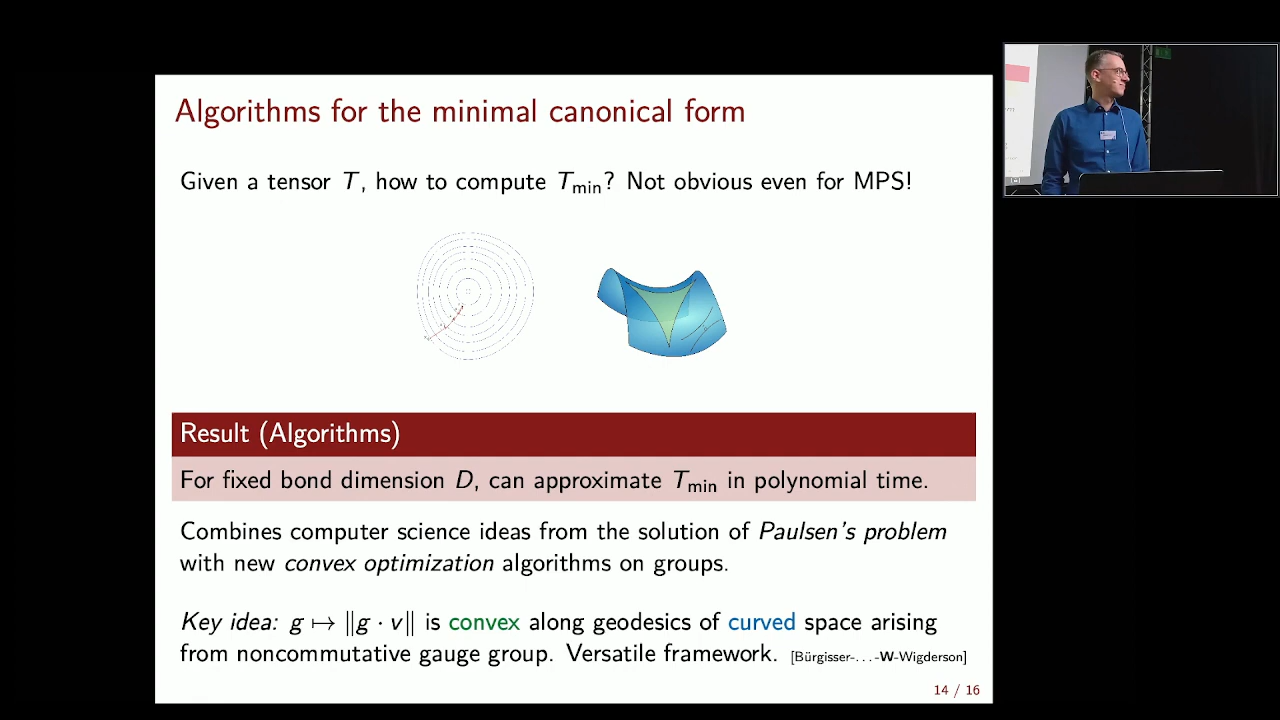 Algorithms for the minimal canonical form
Given a tensor T, how to compute T_min? Not obvious even for MPS!
Result (Algorithms)
For fixed bond dimension D, can approximate T_min in polynomial time.
Combines computer science ideas from the solution of Paulsen's problem
with new convex optimization algorithms on groups.
Key idea: g ↦ ‖g · v‖ is convex along geodesics of curved space arising
from noncommutative gauge group. Versatile framework. [Bürgisser-...-W-Wigderson]
14 / 16